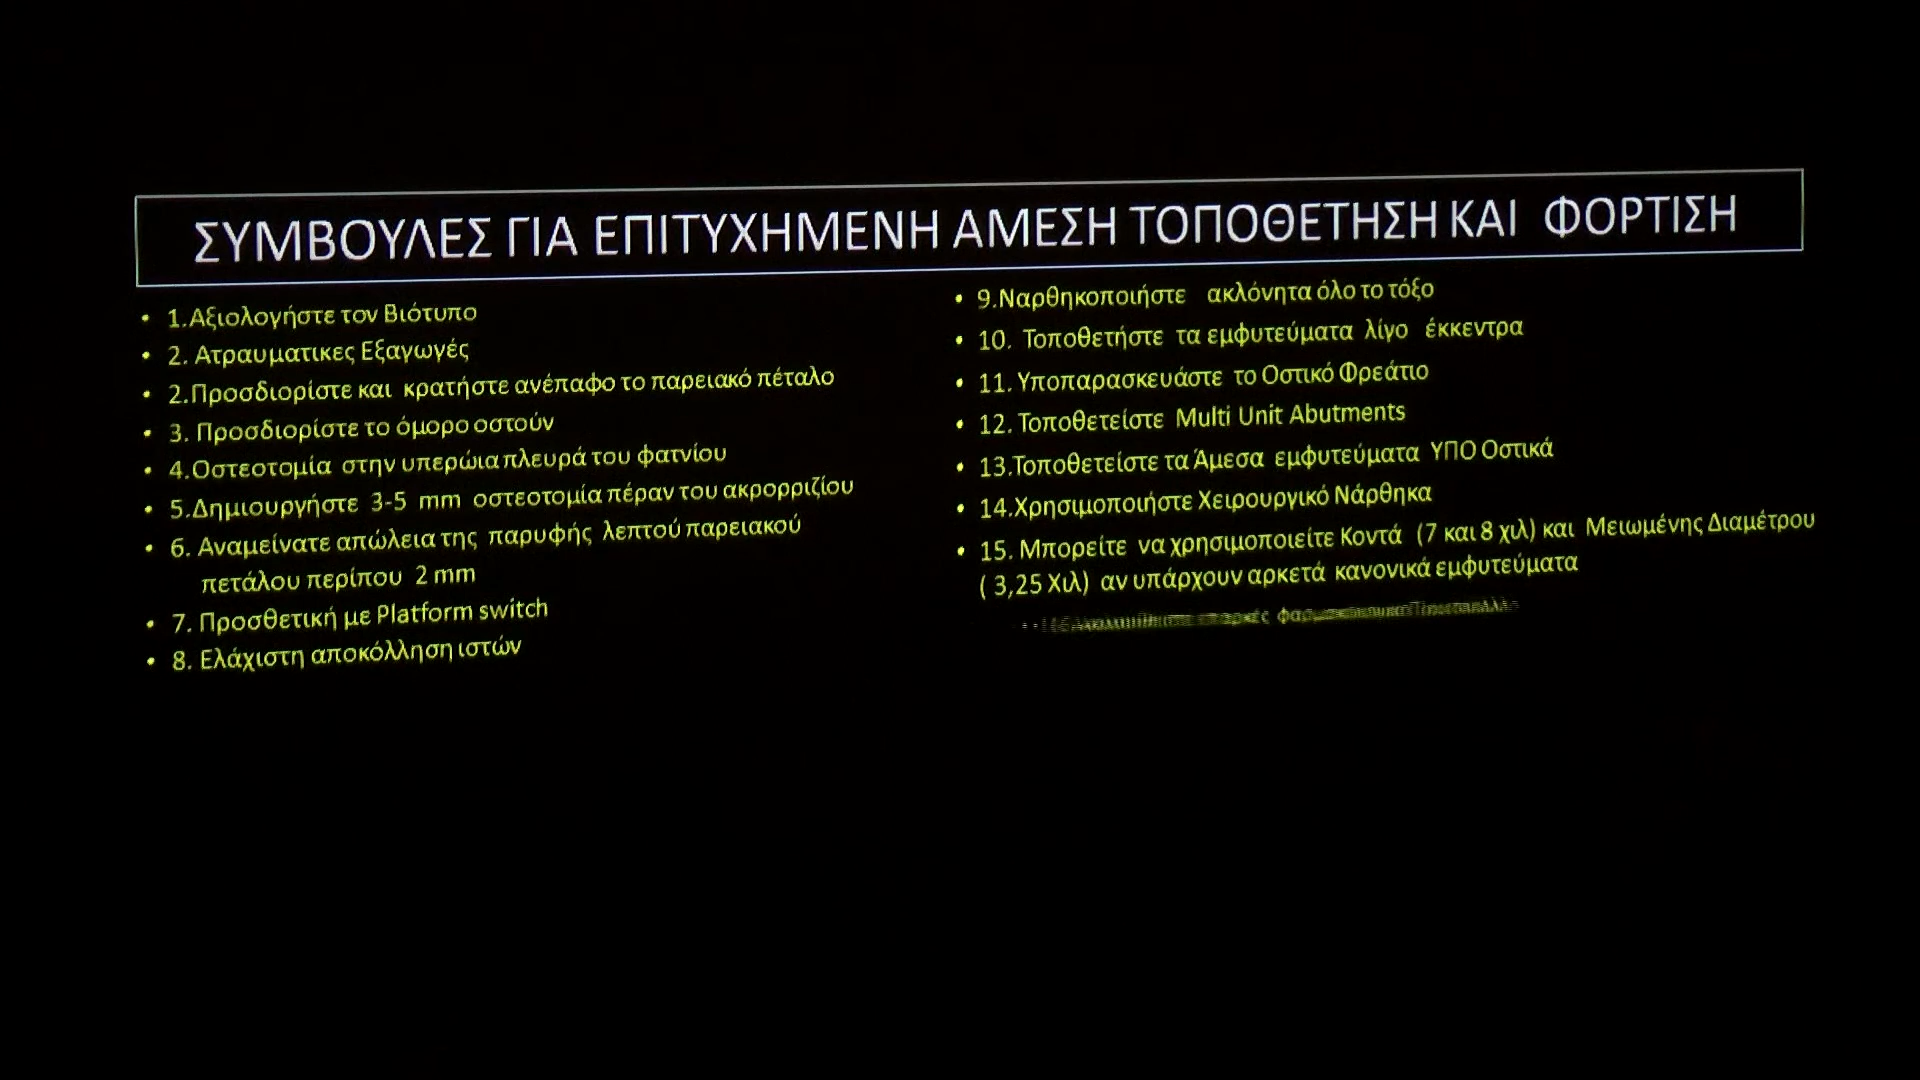 ΣΥΜΒΟΥΛΕΣ ΓΙΑ ΕΠΙΤΥΧΗΜΕΝΗ ΑΜΕΣΗ ΤΟΠΟΘΕΤΗΣΗ ΚΑΙ ΦΟΡΤΙΣΗ
• 1.Αξιολογήστε τον Βιότυπο
• 2. Ατραυματικες Εξαγωγές
• 2.Προσδιορίστε και κρατήστε ανέπαφο το παρειακό πέταλο
• 3. Προσδιορίστε το όμορο οστούν
• 4.Οστεοτομία στην υπερώια πλευρά του φατνίου
• 5.Δημιουργήστε 3-5 mm οστεοτομία πέραν του ακρορριζίου
• 6. Αναμείνατε απώλεια της παρυφής λεπτού παρειακού
πετάλου περίπου 2 mm
• 7. Προσθετική με Platform switch
• 8. Ελάχιστη αποκόλληση ιστών
• 9.Ναρθηκοποιήστε ακλόνητα όλο το τόξο
• 10. Τοποθετήστε τα εμφυτεύματα λίγο έκκεντρα
• 11. Υποπαρασκευάστε το Οστικό Φρεάτιο
• 12. Τοποθετείστε Multi Unit Abutments
• 13.Τοποθετείστε τα Άμεσα εμφυτεύματα ΥΠΟ Οστικά
• 14.Χρησιμοποιήστε Χειρουργικό Νάρθηκα
• 15. Μπορείτε να χρησιμοποιείτε Κοντά (7 και 8 χιλ) και Μειωμένης Διαμέτρου
( 3,25 Χιλ) αν υπάρχουν αρκετά κανονικά εμφυτεύματα